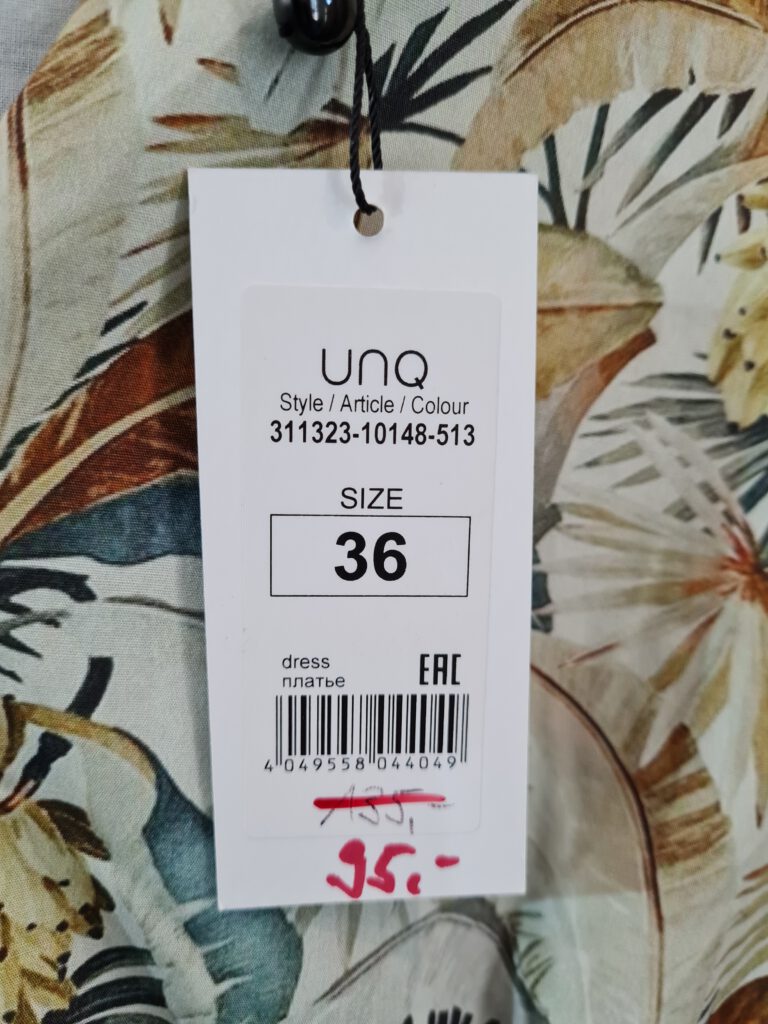 UNQ
Style / Article / Colour
311323-10148-513
SIZE
36
dress
платье
EAC
4 049558 044049
135,-
95,-